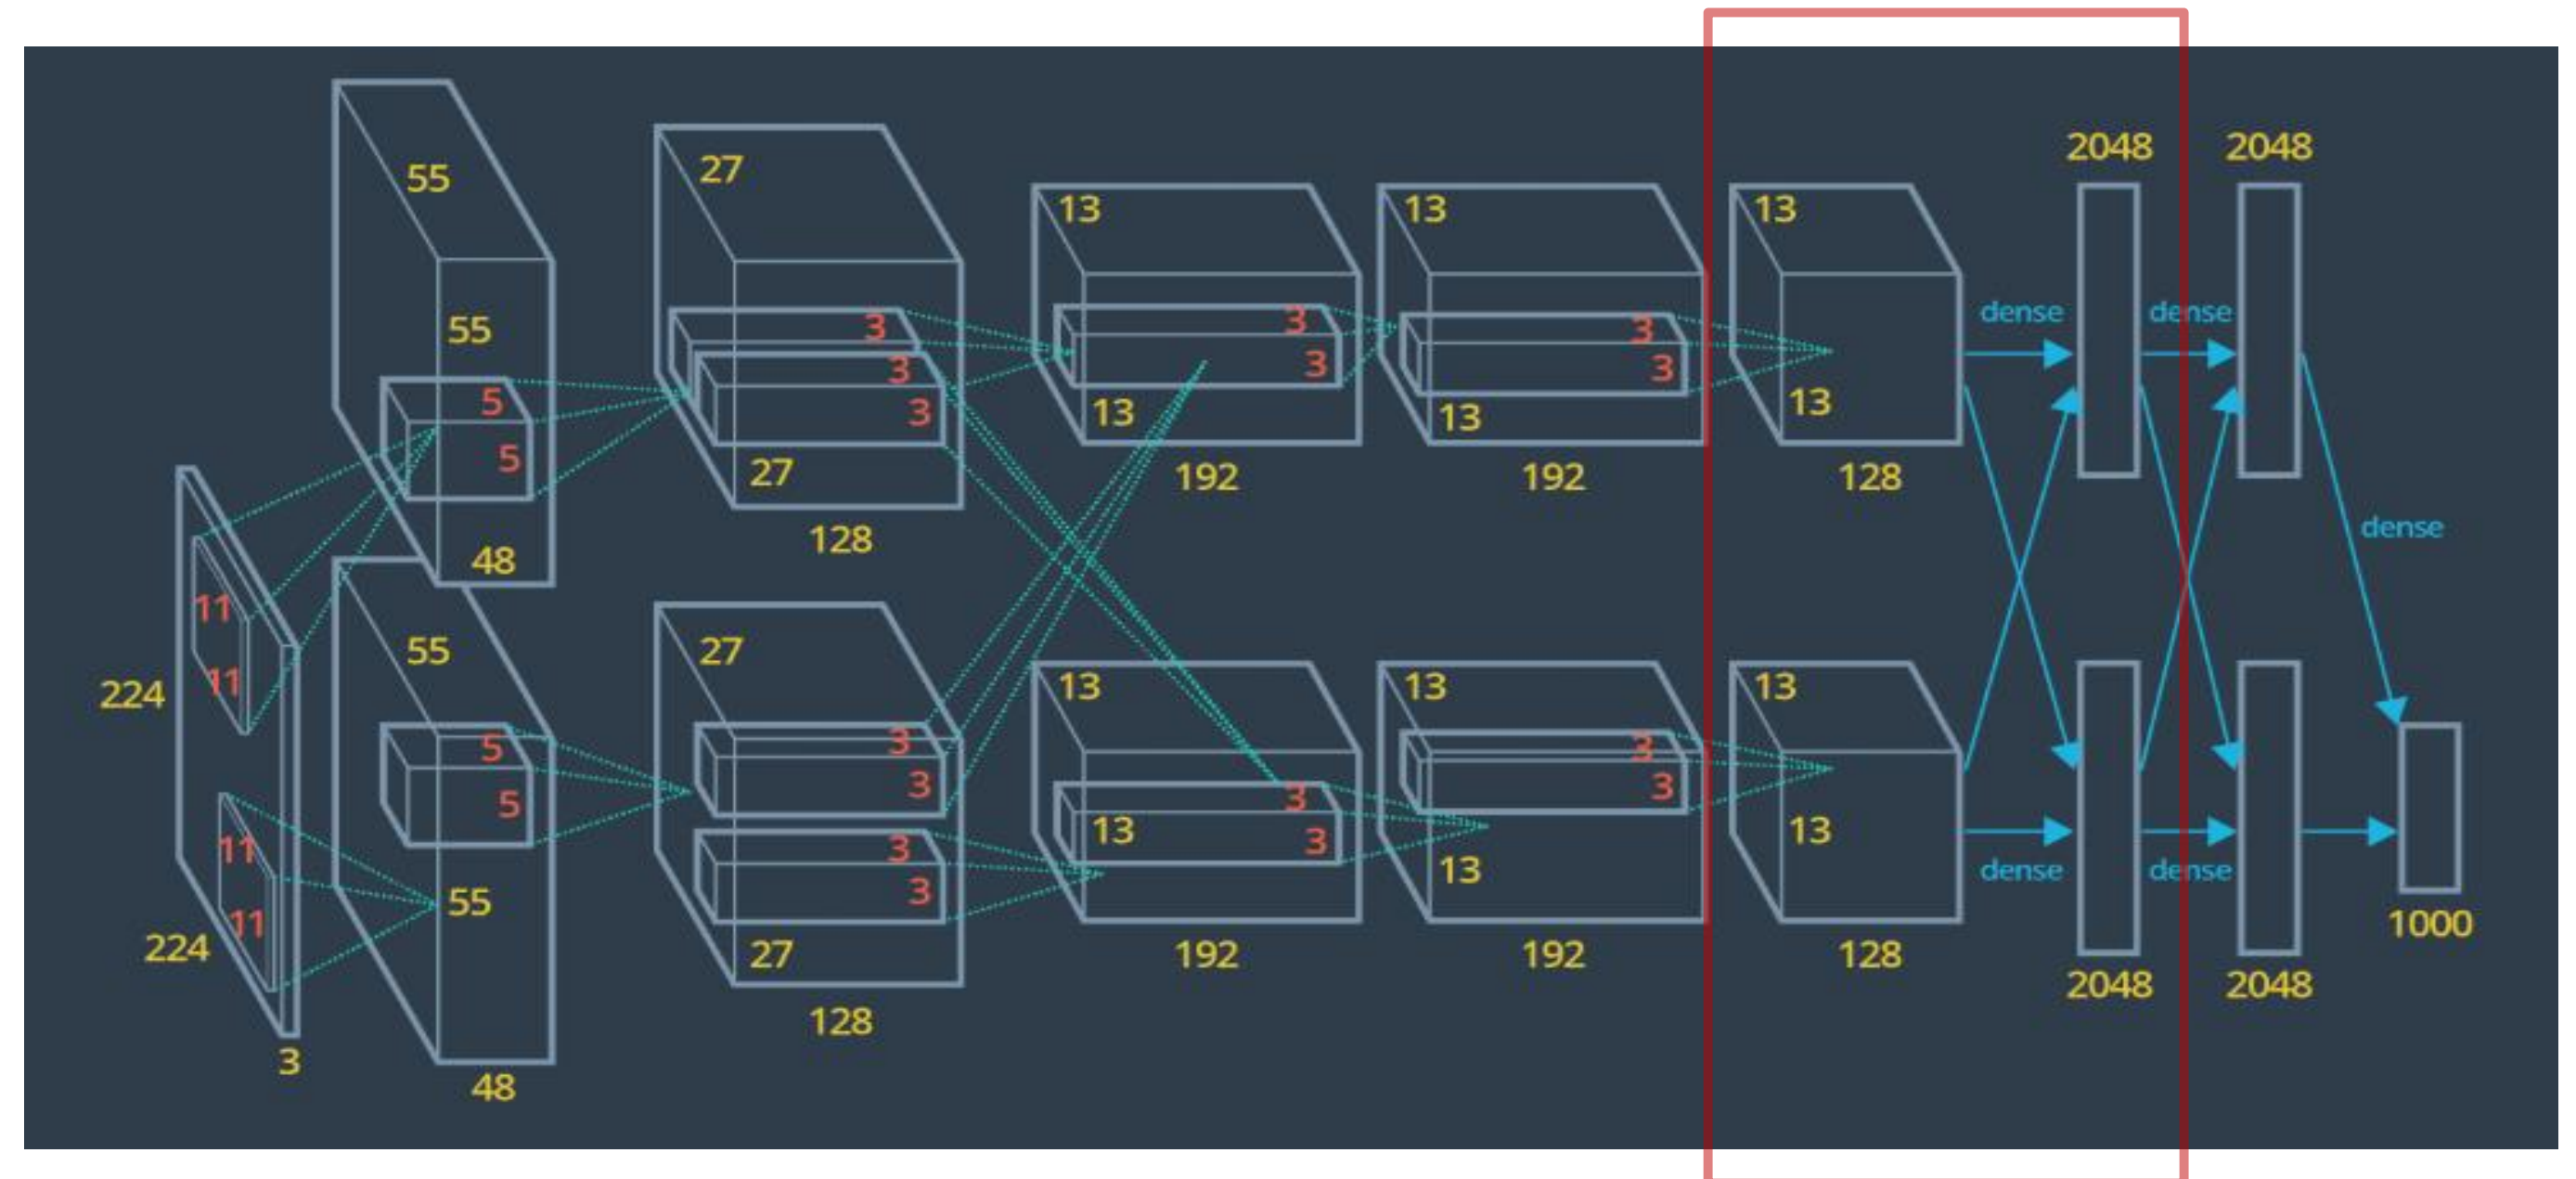 2048 2048
55 27 13 13 13
55 3 3 3 dense dense
3 3 3
5 3 13 13 13
5 27 192 192 128
48 128 dense
11
11
224
55 27 13 13 13
5 3 3 3
5 3 3 3
11 3 13 3 13
11 3 13 dense dense
55
224 27 192 192 128 2048 2048 1000
3 128
48